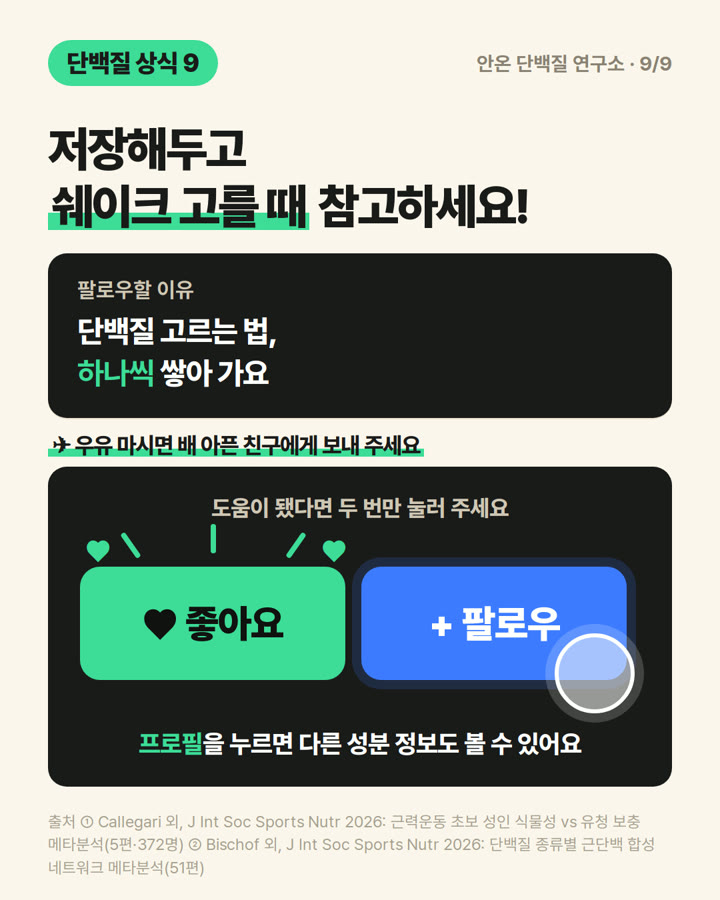 단백질 상식 9
안온 단백질 연구소 · 9/9
저장해두고
쉐이크 고를 때 참고하세요!
팔로우할 이유
단백질 고르는 법,
하나씩 쌓아 가요
✈ 우유 마시면 배 아픈 친구에게 보내 주세요
도움이 됐다면 두 번만 눌러 주세요
♥ 좋아요
+ 팔로우
프로필을 누르면 다른 성분 정보도 볼 수 있어요
출처 ① Callegari 외, J Int Soc Sports Nutr 2026: 근력운동 초보 성인 식물성 vs 유청 보충
메타분석(5편·372명) ② Bischof 외, J Int Soc Sports Nutr 2026: 단백질 종류별 근단백 합성
네트워크 메타분석(51편)